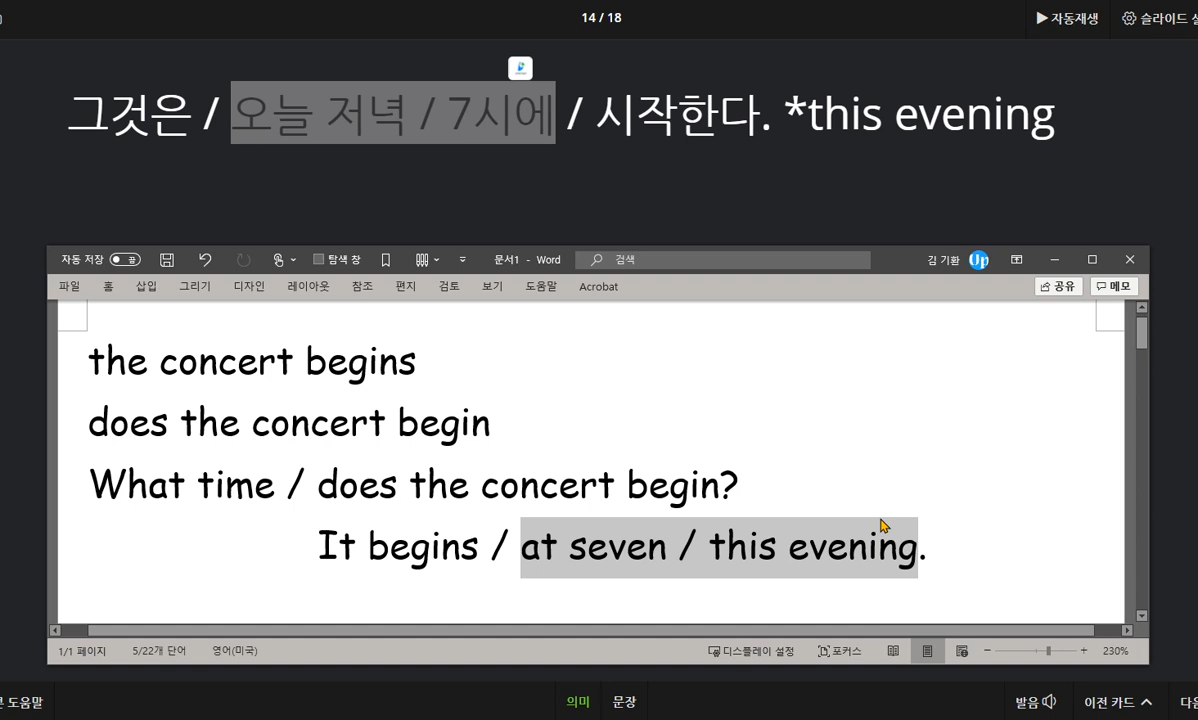 14 / 18
▶자동재생
슬라이드
그것은 / 오늘 저녁 / 7시에 / 시작한다. *this evening
자동 저장 끔
탐색 창
문서1 - Word
검색
김 기환
Up
파일 홈 삽입 그리기 디자인 레이아웃 참조 편지 검토 보기 도움말 Acrobat
공유
메모
the concert begins
does the concert begin
What time / does the concert begin?
It begins / at seven / this evening.
1/1 페이지 5/22개 단어 영어(미국)
디스플레이 설정 포커스 - + 230%
도움말
의미 문장
발음 이전 카드